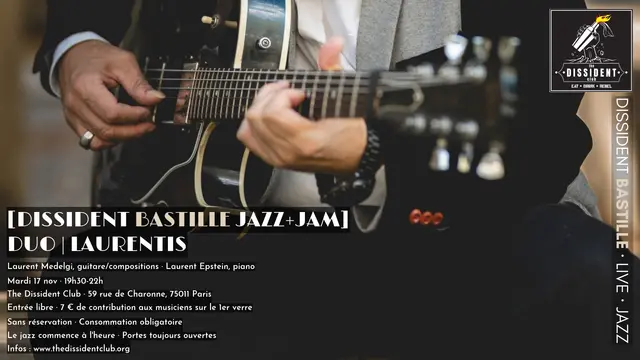 [DISSIDENT BASTILLE JAZZ+JAM]
DUO | LAURENTIS
Laurent Medelgi, guitare/compositions · Laurent Epstein, piano
Mardi 17 nov · 19h30-22h
The Dissident Club · 59 rue de Charonne, 75011 Paris
Entrée libre · 7 € de contribution aux musiciens sur le 1er verre
Sans réservation · Consommation obligatoire
Le jazz commence à l'heure · Portes toujours ouvertes
Infos : www.thedissidentclub.org
THE
DISSIDENT
CLUB
EAT • DRINK • REBEL
DISSIDENT BASTILLE · LIVE · JAZZ